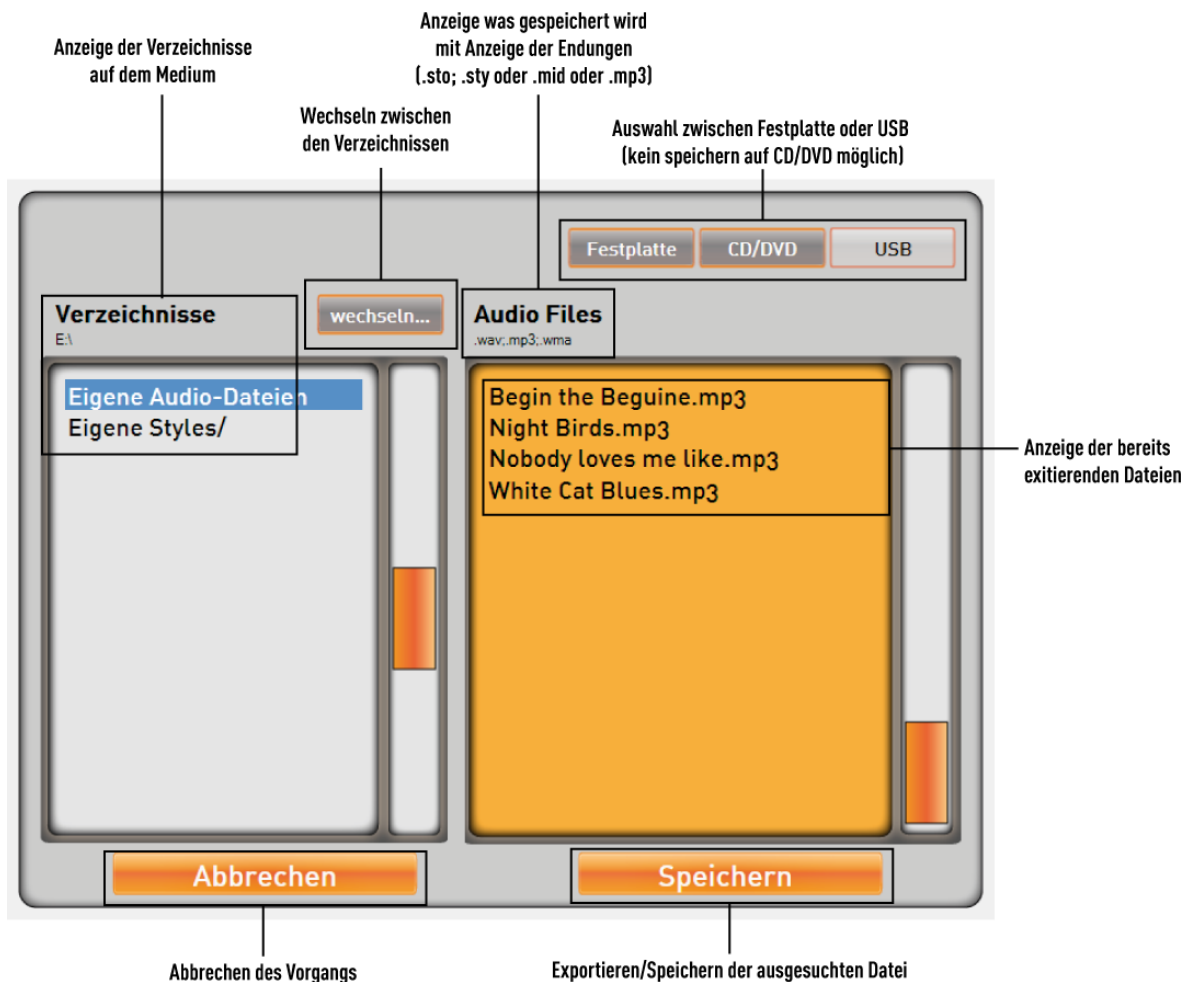 Anzeige der Verzeichnisse
auf dem Medium
Anzeige was gespeichert wird
mit Anzeige der Endungen
(.sto; .sty oder .mid oder .mp3)
Wechseln zwischen
den Verzeichnissen
Auswahl zwischen Festplatte oder USB
(kein speichern auf CD/DVD möglich)
Festplatte CD/DVD USB
Verzeichnisse
E:\
wechseln...
Audio Files
.wav;.mp3;.wma
Eigene Audio-Dateien
Eigene Styles/
Begin the Beguine.mp3
Night Birds.mp3
Nobody loves me like.mp3
White Cat Blues.mp3
Anzeige der bereits
exitierenden Dateien
Abbrechen
Speichern
Abbrechen des Vorgangs
Exportieren/Speichern der ausgesuchten Datei